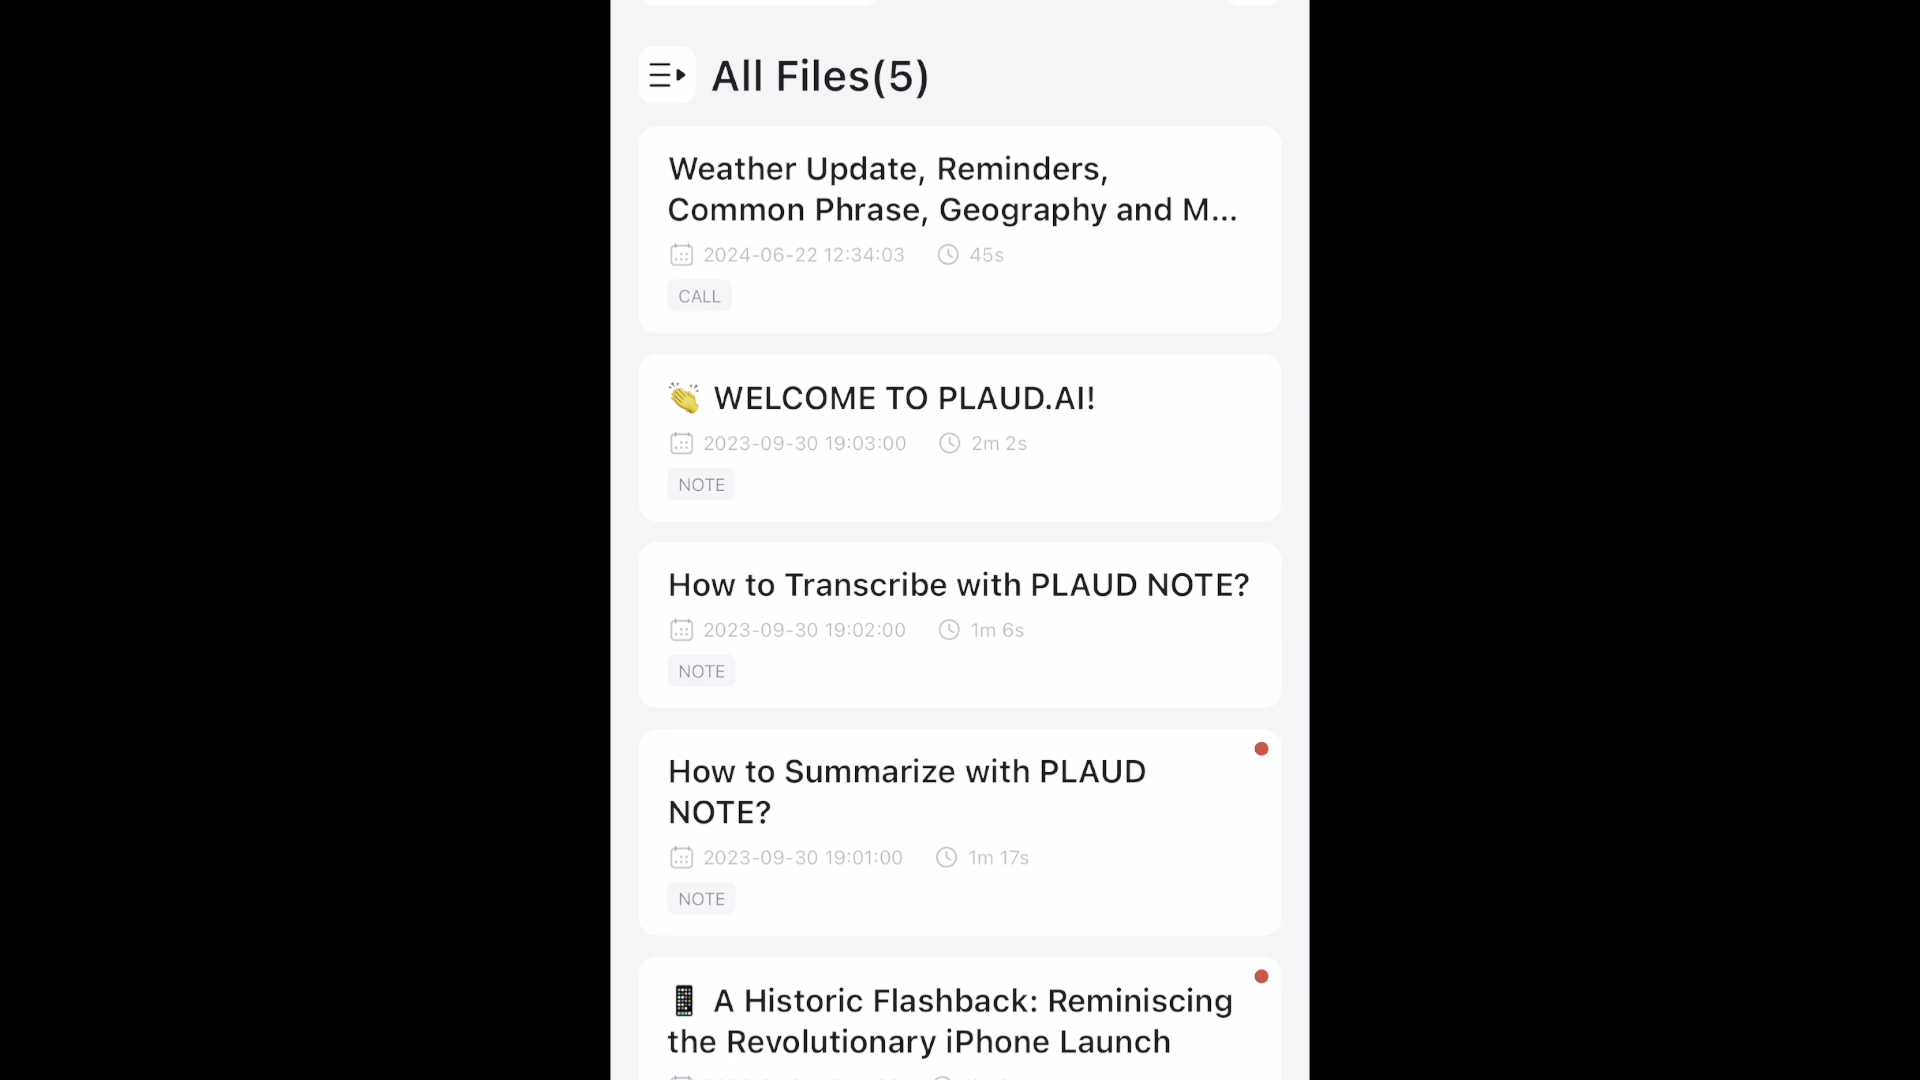 All Files(5)
Weather Update, Reminders,
Common Phrase, Geography and M...
2024-06-22 12:34:03 45s
CALL
👏 WELCOME TO PLAUD.AI!
2023-09-30 19:03:00 2m 2s
NOTE
How to Transcribe with PLAUD NOTE?
2023-09-30 19:02:00 1m 6s
NOTE
How to Summarize with PLAUD
NOTE?
2023-09-30 19:01:00 1m 17s
NOTE
📱 A Historic Flashback: Reminiscing
the Revolutionary iPhone Launch